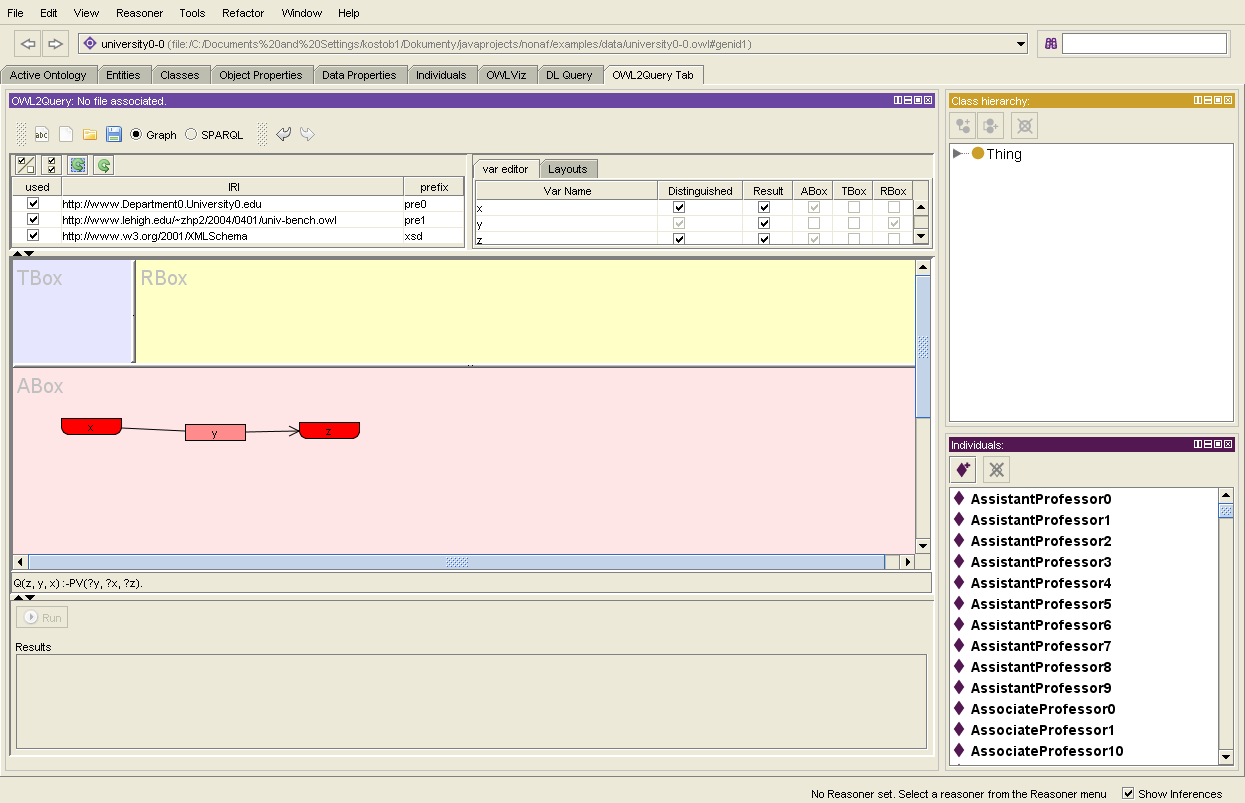 File Edit View Reasoner Tools Refactor Window Help
university0-0 (file:/C:/Documents%20and%20Settings/kostob1/Dokumenty/javaprojects/nonaf/examples/data/university0-0.owl#genid1)
Active Ontology Entities Classes Object Properties Data Properties Individuals OWLViz DL Query OWL2Query Tab
OWL2Query: No file associated.
abc Graph SPARQL
used IRI prefix
http://www.Department0.University0.edu pre0
http://www.lehigh.edu/~zhp2/2004/0401/univ-bench.owl pre1
http://www.w3.org/2001/XMLSchema xsd
var editor Layouts
Var Name Distinguished Result ABox TBox RBox
x
y
z
TBox RBox
ABox
x y z
Q(z, y, x) :-PV(?y, ?x, ?z).
Run
Results
Class hierarchy:
Thing
Individuals:
AssistantProfessor0
AssistantProfessor1
AssistantProfessor2
AssistantProfessor3
AssistantProfessor4
AssistantProfessor5
AssistantProfessor6
AssistantProfessor7
AssistantProfessor8
AssistantProfessor9
AssociateProfessor0
AssociateProfessor1
AssociateProfessor10
No Reasoner set. Select a reasoner from the Reasoner menu Show Inferences